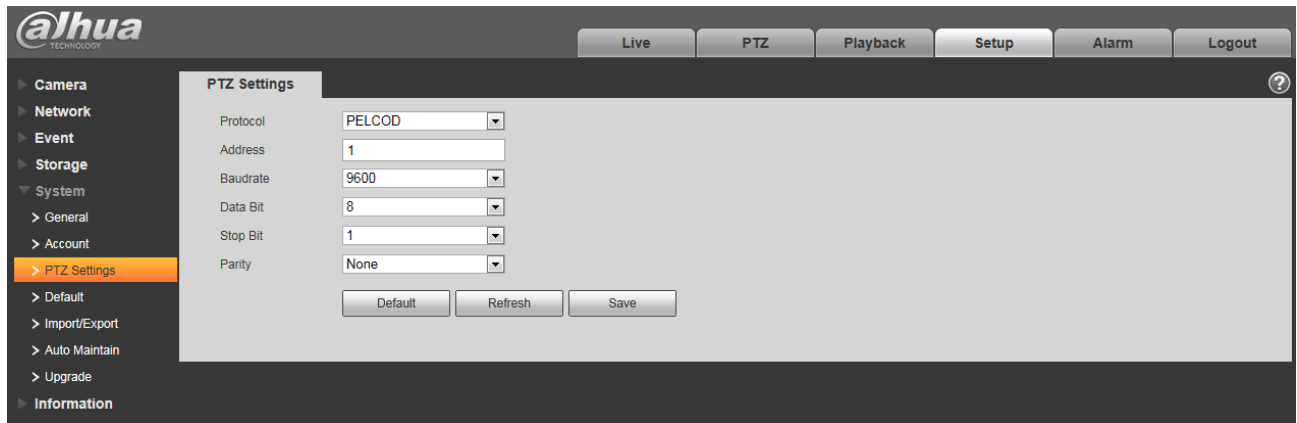 alhua
TECHNOLOGY
Live PTZ Playback Setup Alarm Logout
Camera
Network
Event
Storage
System
> General
> Account
> PTZ Settings
> Default
> Import/Export
> Auto Maintain
> Upgrade
Information
PTZ Settings ?
Protocol PELCOD
Address 1
Baudrate 9600
Data Bit 8
Stop Bit 1
Parity None
Default Refresh Save